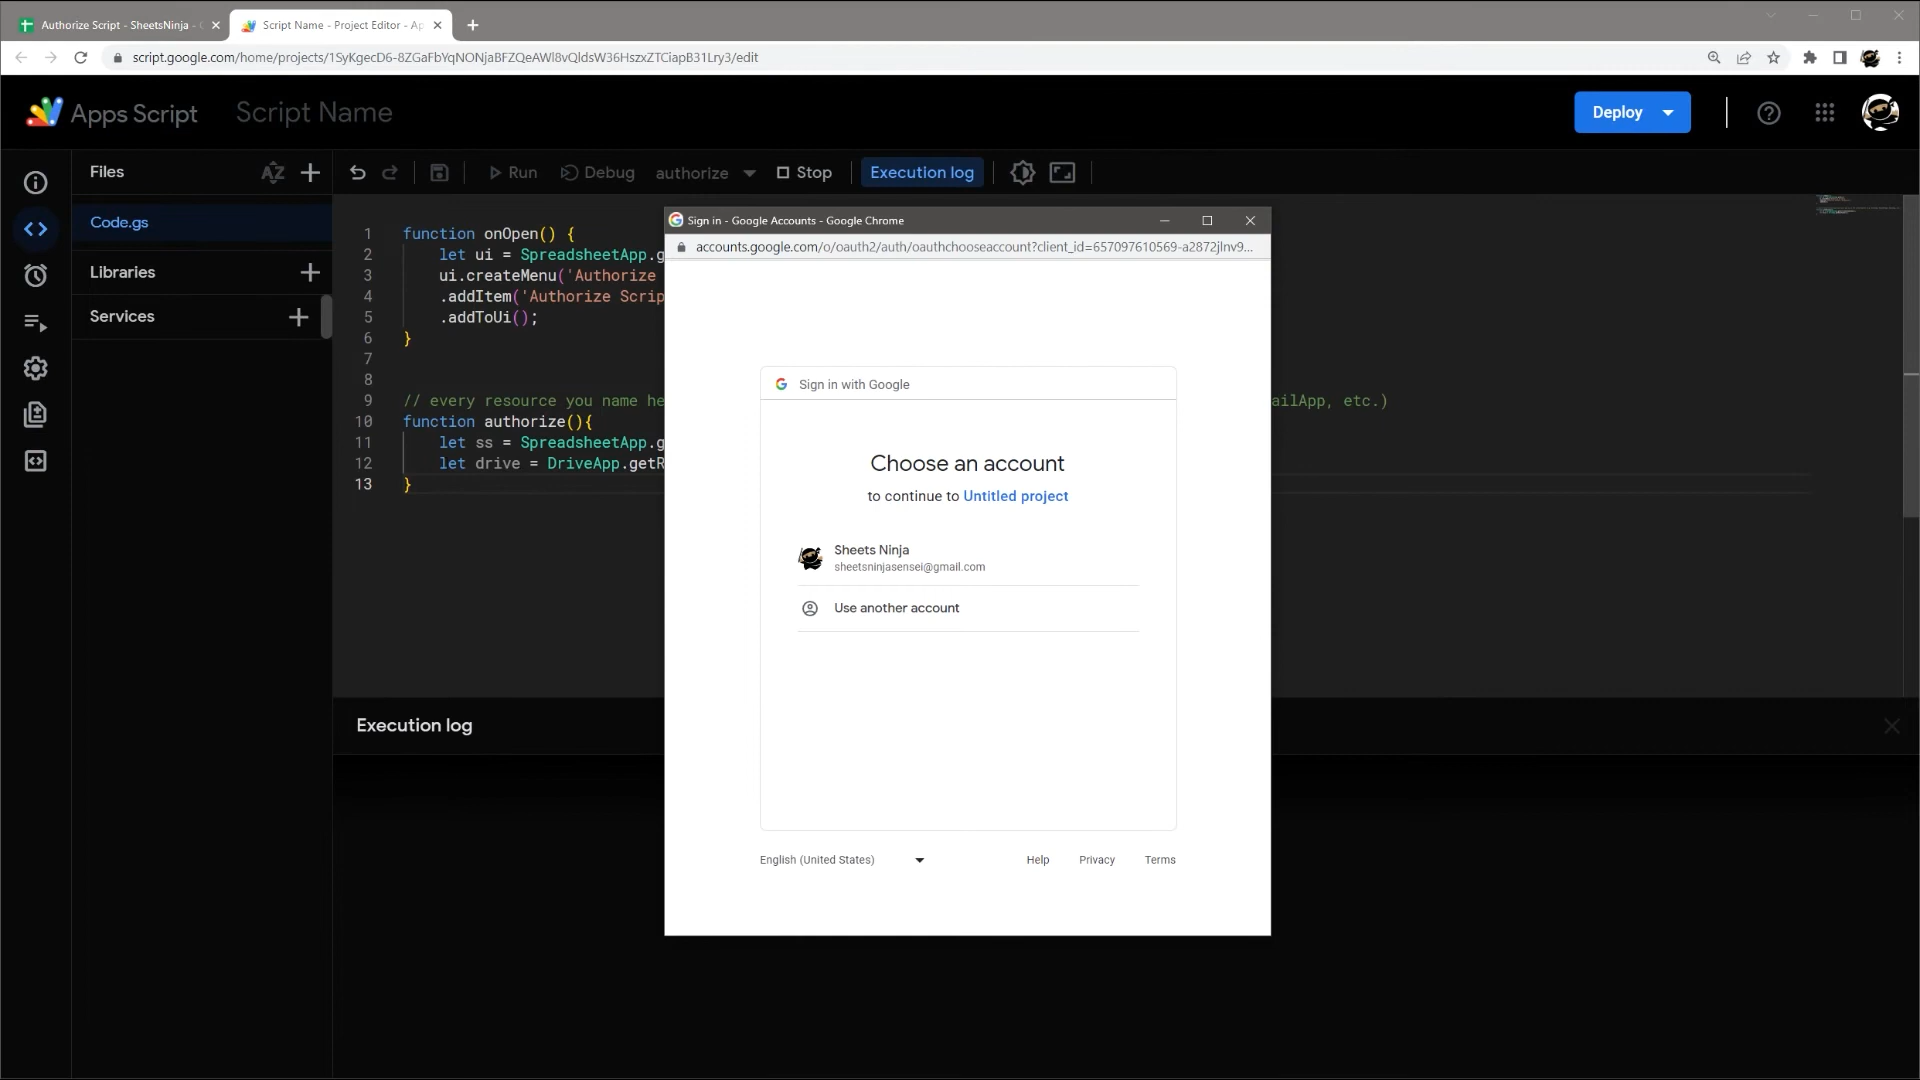 Authorize Script - SheetsNinja -
Script Name - Project Editor - Ap
script.google.com/home/projects/1SyKgecD6-8ZGaFbYqNONjaBFZQeAWl8vQldsW36HszxZTCiapB31Lry3/edit
Apps Script
Script Name
Deploy
Files
Run
Debug
authorize
Stop
Execution log
Code.gs
Libraries
Services
1 function onOpen() {
2 let ui = SpreadsheetApp.g
3 ui.createMenu('Authorize
4 .addItem('Authorize Scrip
5 .addToUi();
6 }
7
8
9 // every resource you name he
ailApp, etc.)
10 function authorize(){
11 let ss = SpreadsheetApp.g
12 let drive = DriveApp.getR
13 }
Sign in - Google Accounts - Google Chrome
accounts.google.com/o/oauth2/auth/oauthchooseaccount?client_id=657097610569-a2872jlnv9...
Sign in with Google
Choose an account
to continue to Untitled project
Sheets Ninja
sheetsninjasensei@gmail.com
Use another account
English (United States)
Help
Privacy
Terms
Execution log